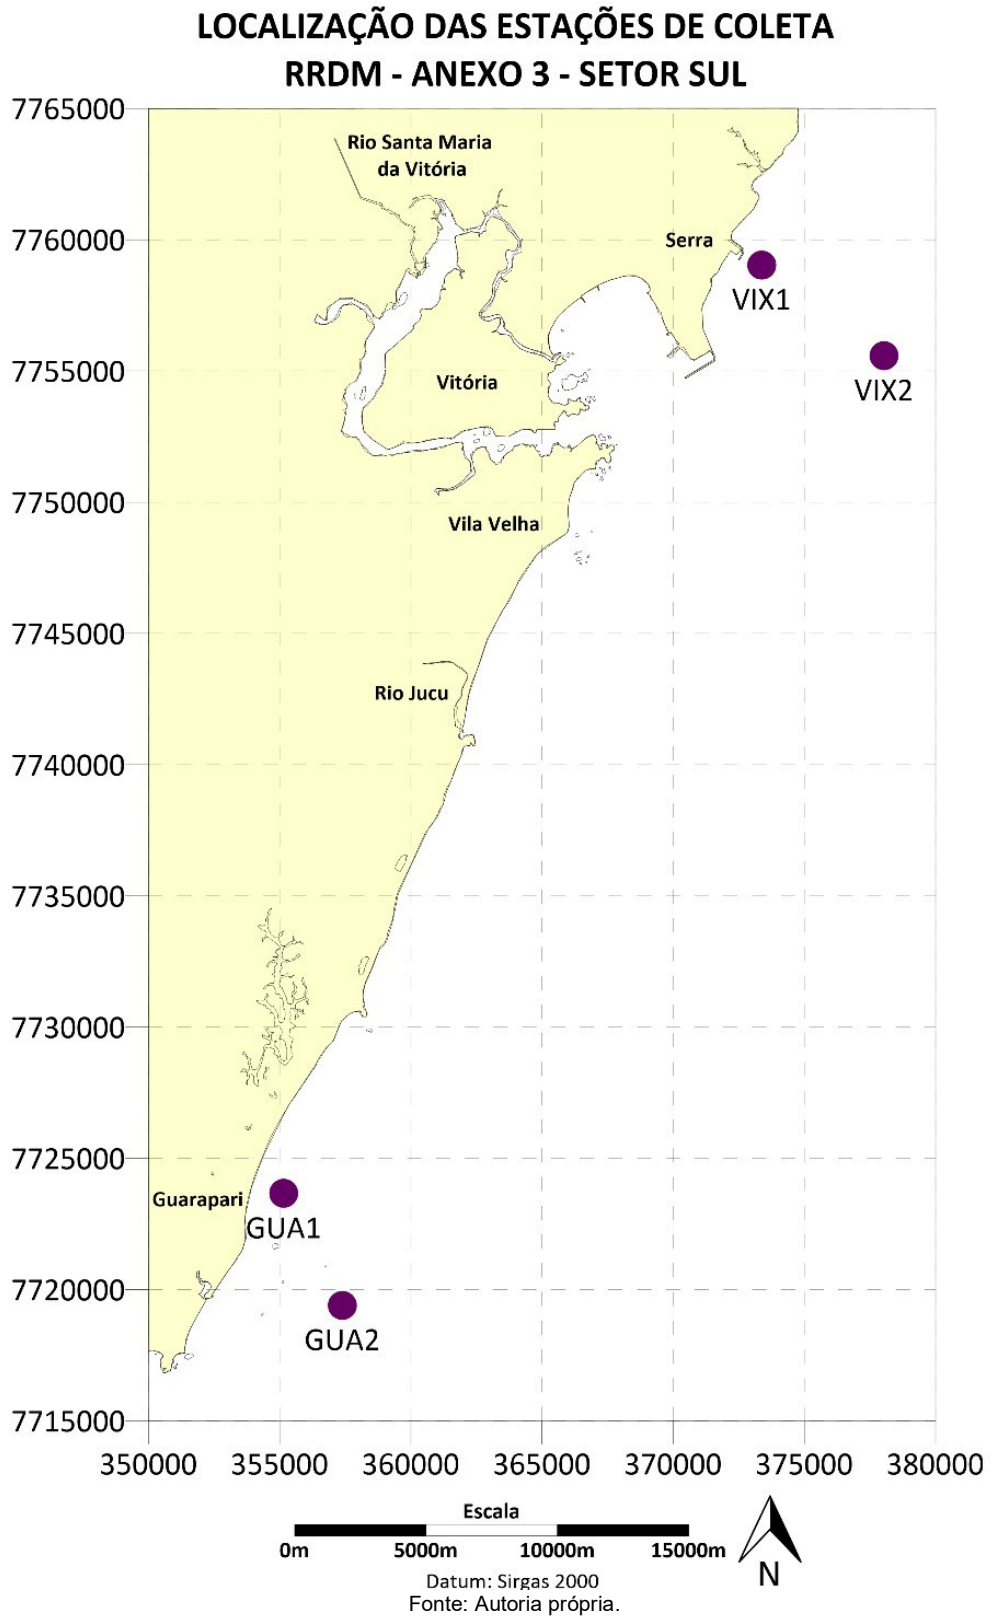 LOCALIZAÇÃO DAS ESTAÇÕES DE COLETA
RRDM - ANEXO 3 - SETOR SUL
7765000
Rio Santa Maria
da Vitória
7760000
Serra
VIX1
7755000
Vitória
VIX2
7750000
Vila Velha
7745000
Rio Jucu
7740000
7735000
7730000
7725000
Guarapari
GUA1
7720000
GUA2
7715000
350000 355000 360000 365000 370000 375000 380000
Escala
0m 5000m 10000m 15000m
N
Datum: Sirgas 2000
Fonte: Autoria própria.